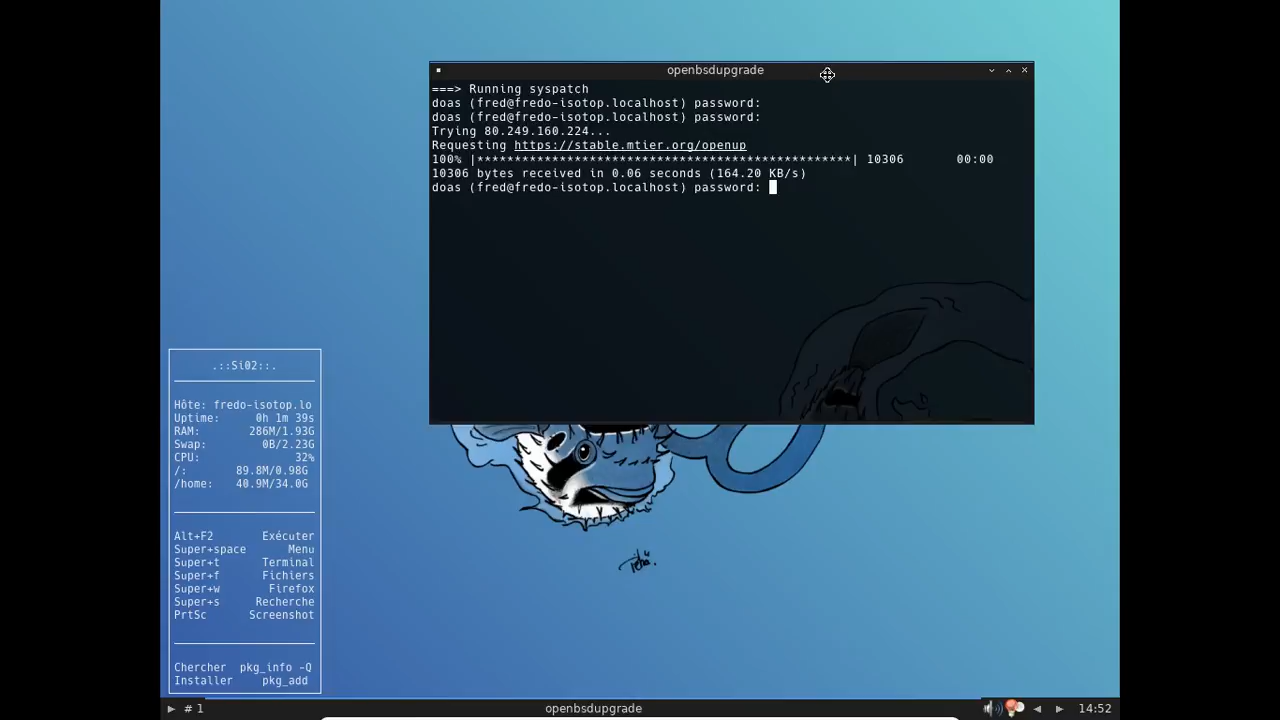 openbsdupgrade
===> Running syspatch
doas (fred@fredo-isotop.localhost) password:
doas (fred@fredo-isotop.localhost) password:
Trying 80.249.160.224...
Requesting https://stable.mtier.org/openup
100% |**************************************************| 10306 00:00
10306 bytes received in 0.06 seconds (164.20 KB/s)
doas (fred@fredo-isotop.localhost) password:
.::Si02::.
Hôte: fredo-isotop.lo
Uptime: 0h 1m 39s
RAM: 286M/1.93G
Swap: 0B/2.23G
CPU: 32%
/: 89.8M/0.98G
/home: 40.9M/34.0G
Alt+F2 Exécuter
Super+space Menu
Super+t Terminal
Super+f Fichiers
Super+w Firefox
Super+s Recherche
PrtSc Screenshot
Chercher pkg_info -Q
Installer pkg_add
# 1 openbsdupgrade 14:52